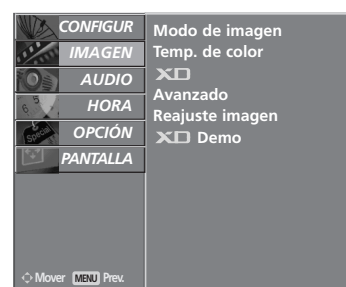 CONFIGUR
IMAGEN
AUDIO
HORA
OPCIÓN
PANTALLA
Modo de imagen
Temp. de color
XD
Avanzado
Reajuste imagen
XD Demo
Special
Mover MENU Prev.